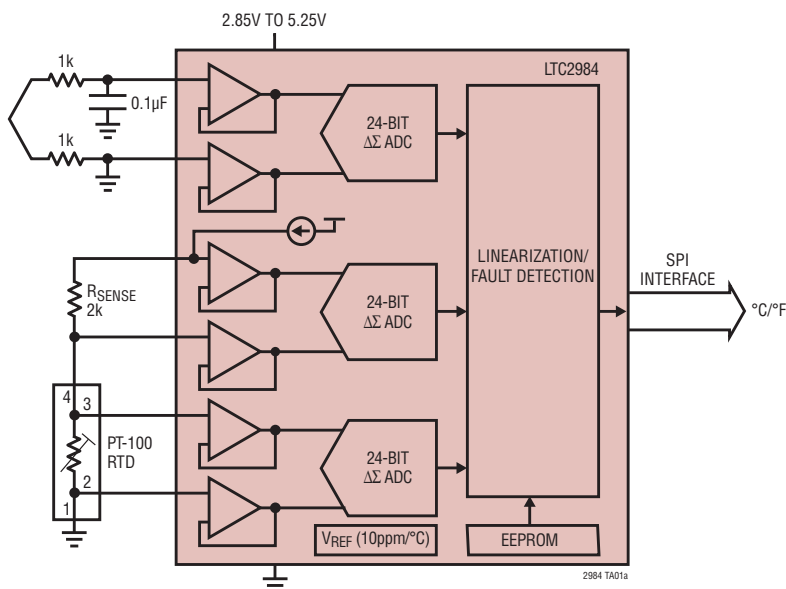 2.85V TO 5.25V
LTC2984
1k
0.1µF
1k
24-BIT
ΔΣ ADC
LINEARIZATION/
FAULT DETECTION
SPI
INTERFACE
°C/°F
RSENSE
2k
24-BIT
ΔΣ ADC
4
3
PT-100
RTD
2
1
24-BIT
ΔΣ ADC
VREF (10ppm/°C)
EEPROM
2984 TA01a